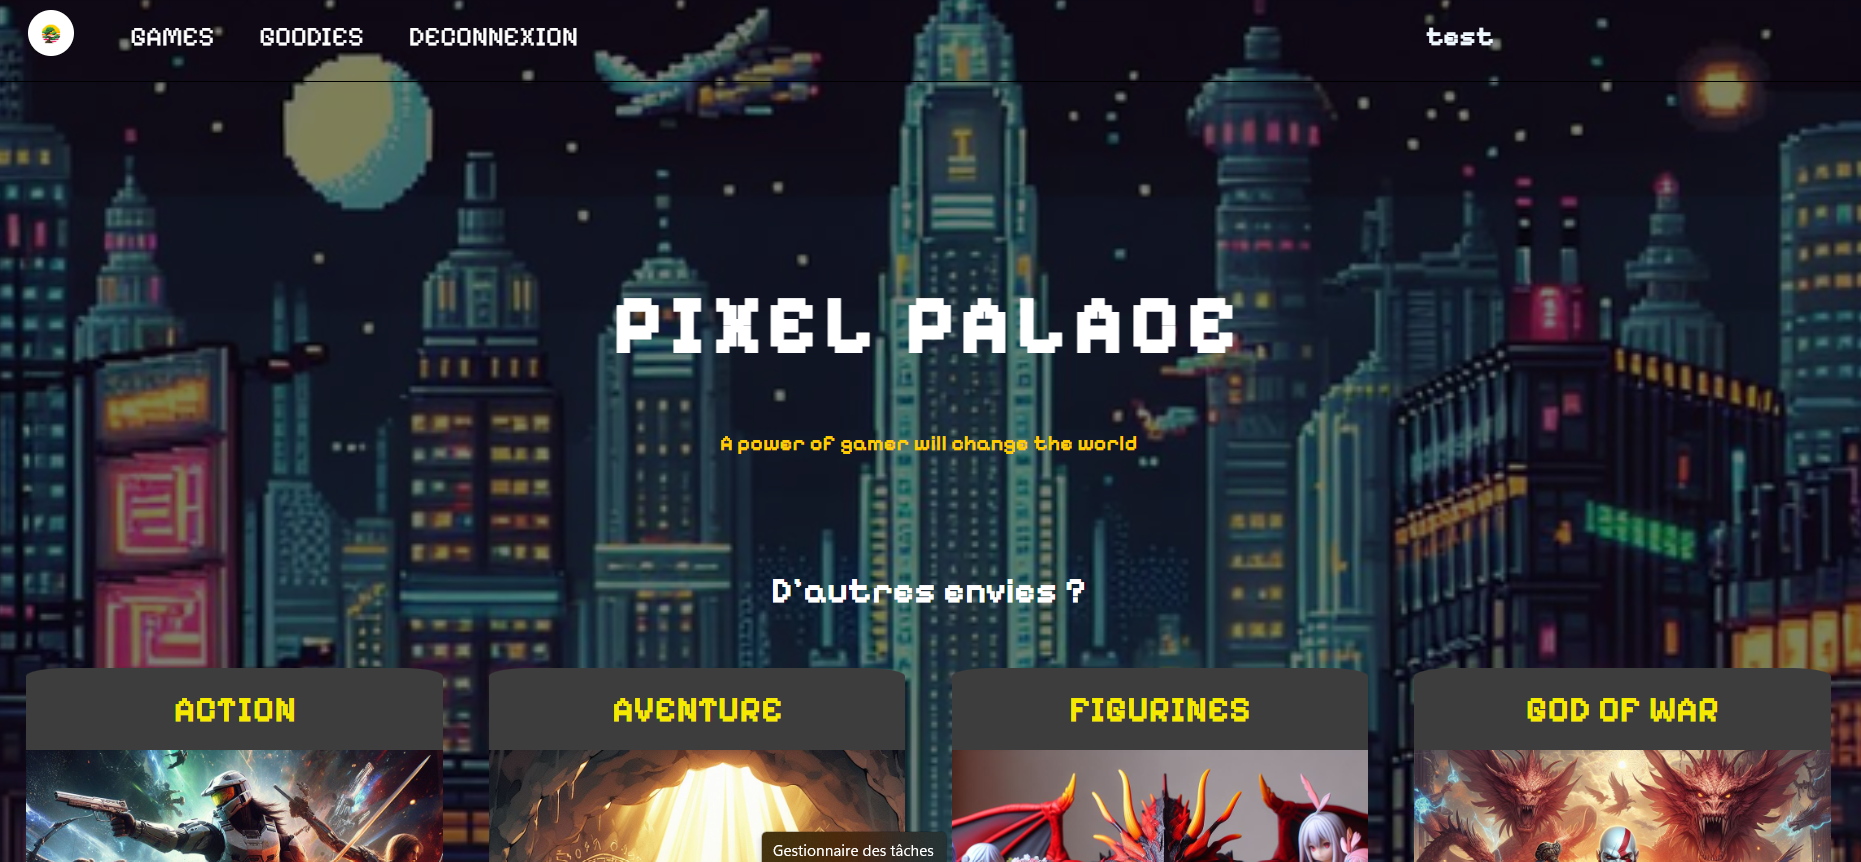 GAMES GOODIES DECONNEXION test
PIXEL PALACE
A power of gamer will change the world
D'autres envies ?
ACTION AVENTURE FIGURINES GOD OF WAR
Gestionnaire des tâches